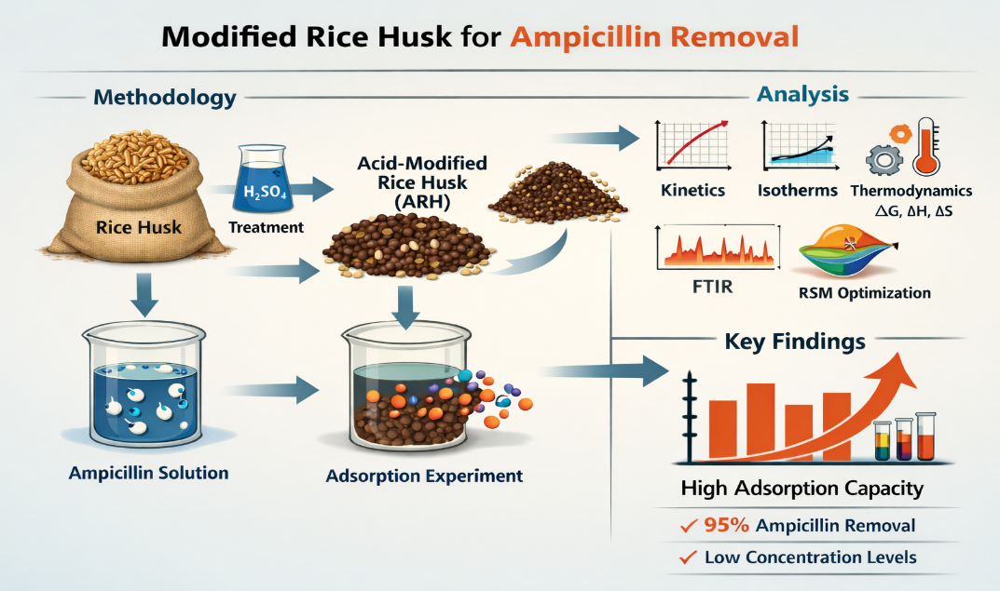 Modified Rice Husk for Ampicillin Removal
Methodology
Rice Husk
H₂SO₄
Treatment
Acid-Modified
Rice Husk
(ARH)
Ampicillin Solution
Adsorption Experiment
Analysis
Kinetics
Isotherms
Thermodynamics
ΔG, ΔH, ΔS
FTIR
RSM Optimization
Key Findings
High Adsorption Capacity
✓ 95% Ampicillin Removal
✓ Low Concentration Levels